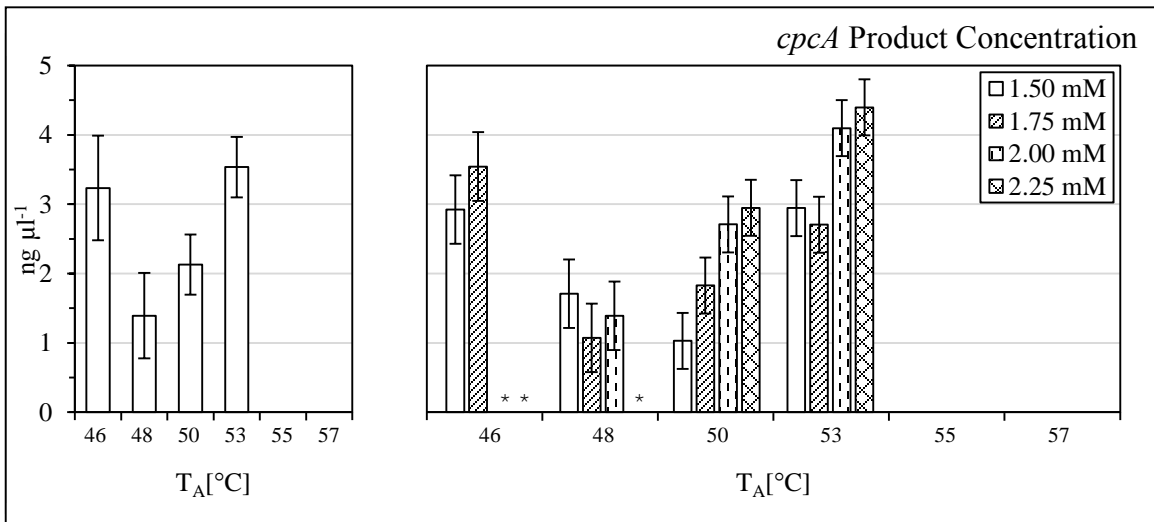 cpcA Product Concentration
ng µl-1
5
4
3
2
1
0
46 48 50 53 55 57
TA[°C]
* * *
46 48 50 53 55 57
TA[°C]
1.50 mM
1.75 mM
2.00 mM
2.25 mM